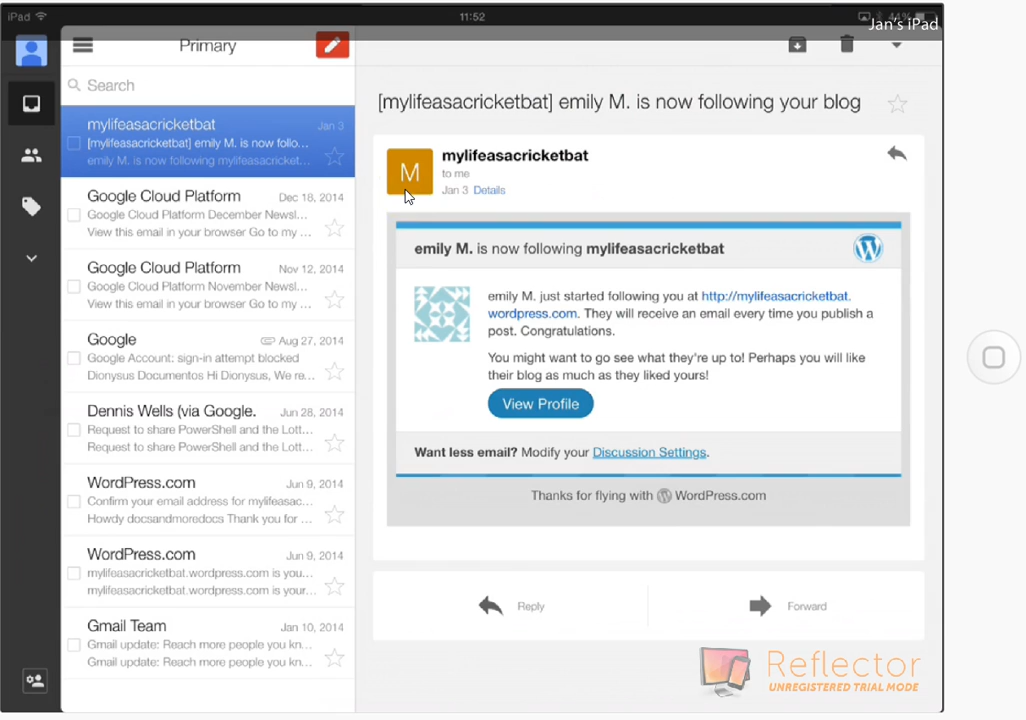 iPad
11:52
44%
Jan's iPad
Primary
Search
mylifeasacricketbat Jan 3
[mylifeasacricketbat] emily M. is now follo...
emily M. is now following mylifeasacricket...
Google Cloud Platform Dec 18, 2014
Google Cloud Platform December Newsl...
View this email in your browser Go to my ...
Google Cloud Platform Nov 12, 2014
Google Cloud Platform November Newsl...
View this email in your browser Go to my ...
Google Aug 27, 2014
Google Account: sign-in attempt blocked
Dionysus Documentos Hi Dionysus, We re...
Dennis Wells (via Google. Jun 28, 2014
Request to share PowerShell and the Lott...
Request to share PowerShell and the Lott...
WordPress.com Jun 9, 2014
Confirm your email address for mylifeasac...
Howdy docsandmoredocs Thank you for ...
WordPress.com Jun 9, 2014
mylifeasacricketbat.wordpress.com is you...
mylifeasacricketbat.wordpress.com is your...
Gmail Team Jan 10, 2014
Gmail update: Reach more people you kn...
Gmail update: Reach more people you kn...
[mylifeasacricketbat] emily M. is now following your blog
M
mylifeasacricketbat
to me
Jan 3 Details
emily M. is now following mylifeasacricketbat
emily M. just started following you at http://mylifeasacricketbat.
wordpress.com. They will receive an email every time you publish a
post. Congratulations.
You might want to go see what they're up to! Perhaps you will like
their blog as much as they liked yours!
View Profile
Want less email? Modify your Discussion Settings.
Thanks for flying with WordPress.com
Reply
Forward
Reflector
UNREGISTERED TRIAL MODE